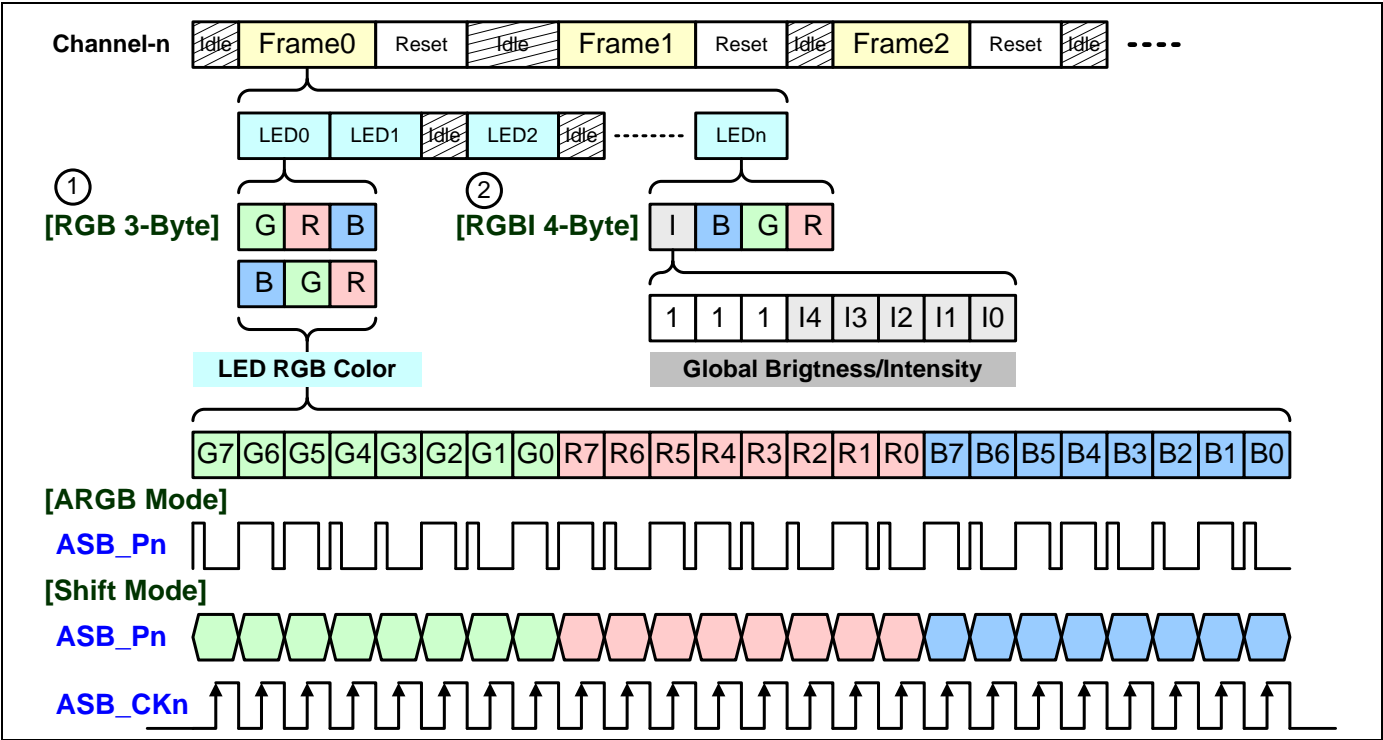 Channel-n Idle Frame0 Reset Idle Frame1 Reset Idle Frame2 Reset Idle
LED0 LED1 Idle LED2 Idle LEDn
1 2
[RGB 3-Byte] G R B [RGBI 4-Byte] I B G R
B G R
1 1 1 I4 I3 I2 I1 I0
LED RGB Color Global Brigtness/Intensity
G7 G6 G5 G4 G3 G2 G1 G0 R7 R6 R5 R4 R3 R2 R1 R0 B7 B6 B5 B4 B3 B2 B1 B0
[ARGB Mode]
ASB_Pn
[Shift Mode]
ASB_Pn
ASB_CKn